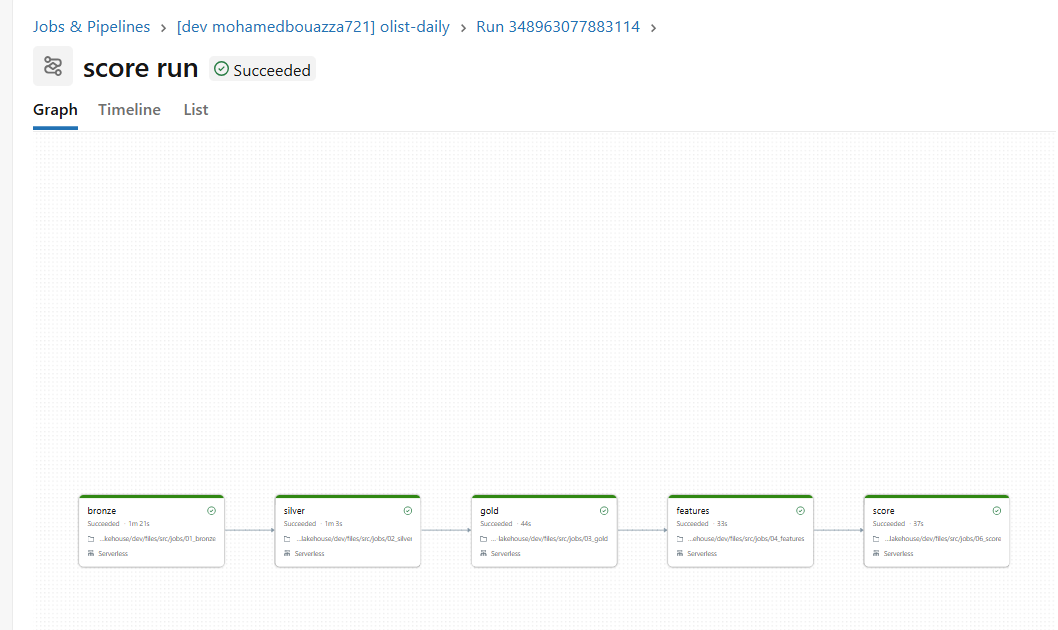 Jobs & Pipelines › [dev mohamedbouazza721] olist-daily › Run 348963077883114 ›
score run Succeeded
Graph Timeline List
bronze
Succeeded · 1m 21s
...kehouse/dev/files/src/jobs/01_bronze
Serverless
silver
Succeeded · 1m 3s
...lakehouse/dev/files/src/jobs/02_silver
Serverless
gold
Succeeded · 44s
... lakehouse/dev/files/src/jobs/03_gold
Serverless
features
Succeeded · 33s
...ehouse/dev/files/src/jobs/04_features
Serverless
score
Succeeded · 37s
...lakehouse/dev/files/src/jobs/06_score
Serverless